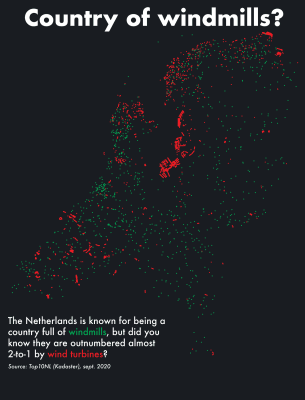 Country of windmills?
The Netherlands is known for being a
country full of windmills, but did you
know they are outnumbered almost
2-to-1 by wind turbines?
Source: Top10NL (Kadaster), sept. 2020